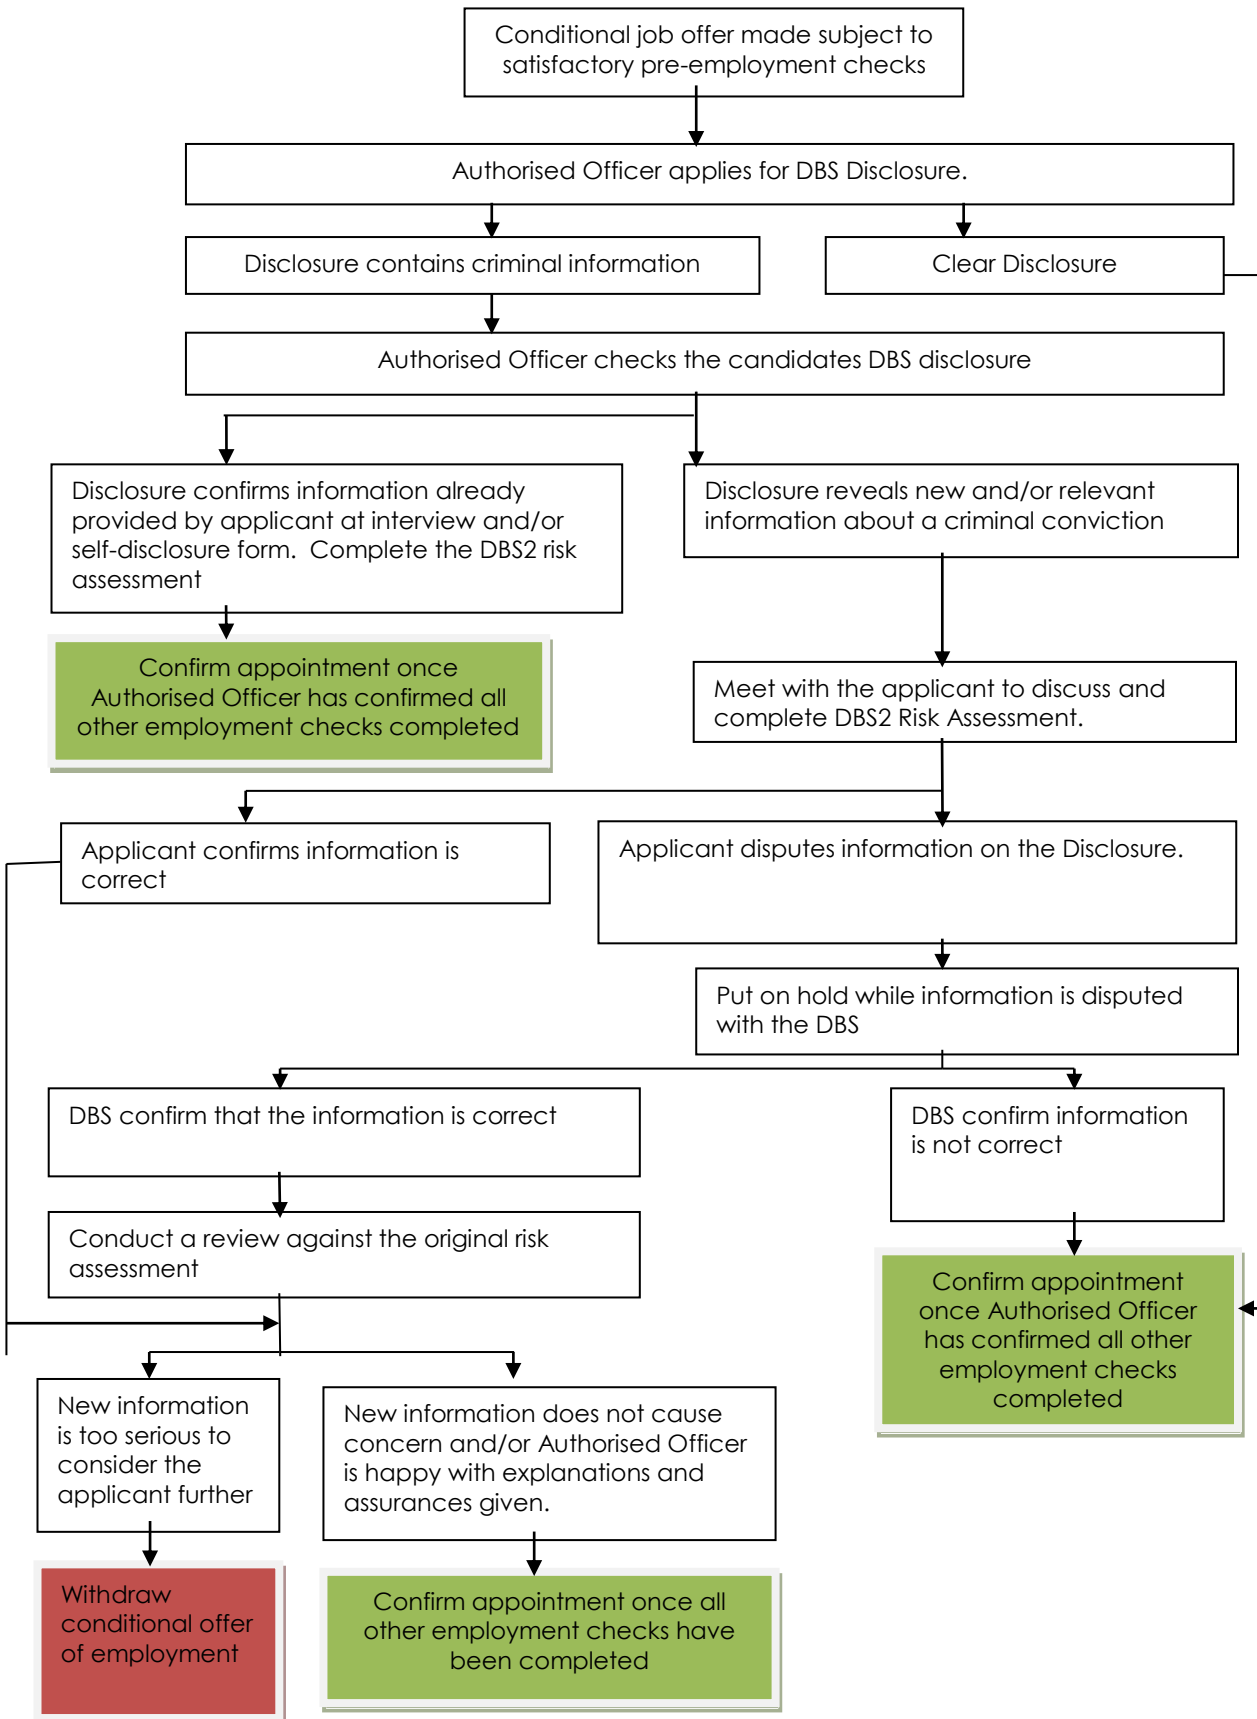 Conditional job offer made subject to
satisfactory pre-employment checks
Authorised Officer applies for DBS Disclosure.
Disclosure contains criminal information
Clear Disclosure
Authorised Officer checks the candidates DBS disclosure
Disclosure confirms information already
provided by applicant at interview and/or
self-disclosure form.  Complete the DBS2 risk
assessment
Disclosure reveals new and/or relevant
information about a criminal conviction
Confirm appointment once
Authorised Officer has confirmed all
other employment checks completed
Meet with the applicant to discuss and
complete DBS2 Risk Assessment.
Applicant confirms information is
correct
Applicant disputes information on the Disclosure.
Put on hold while information is disputed
with the DBS
DBS confirm that the information is correct
DBS confirm information
is not correct
Conduct a review against the original risk
assessment
Confirm appointment
once Authorised Officer
has confirmed all other
employment checks
completed
New information
is too serious to
consider the
applicant further
New information does not cause
concern and/or Authorised Officer
is happy with explanations and
assurances given.
Withdraw
conditional offer
of employment
Confirm appointment once all
other employment checks have
been completed